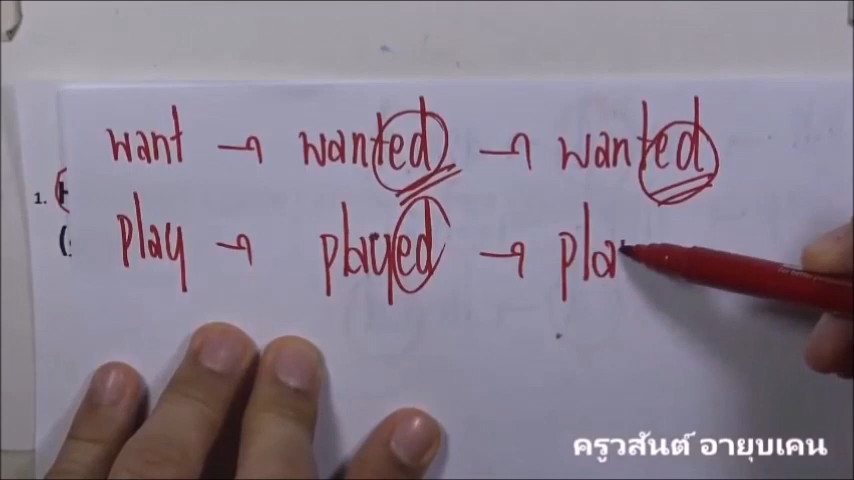 want → wanted → wanted
play → played → pla
1.
ครูวสันต์ อายุบเคน